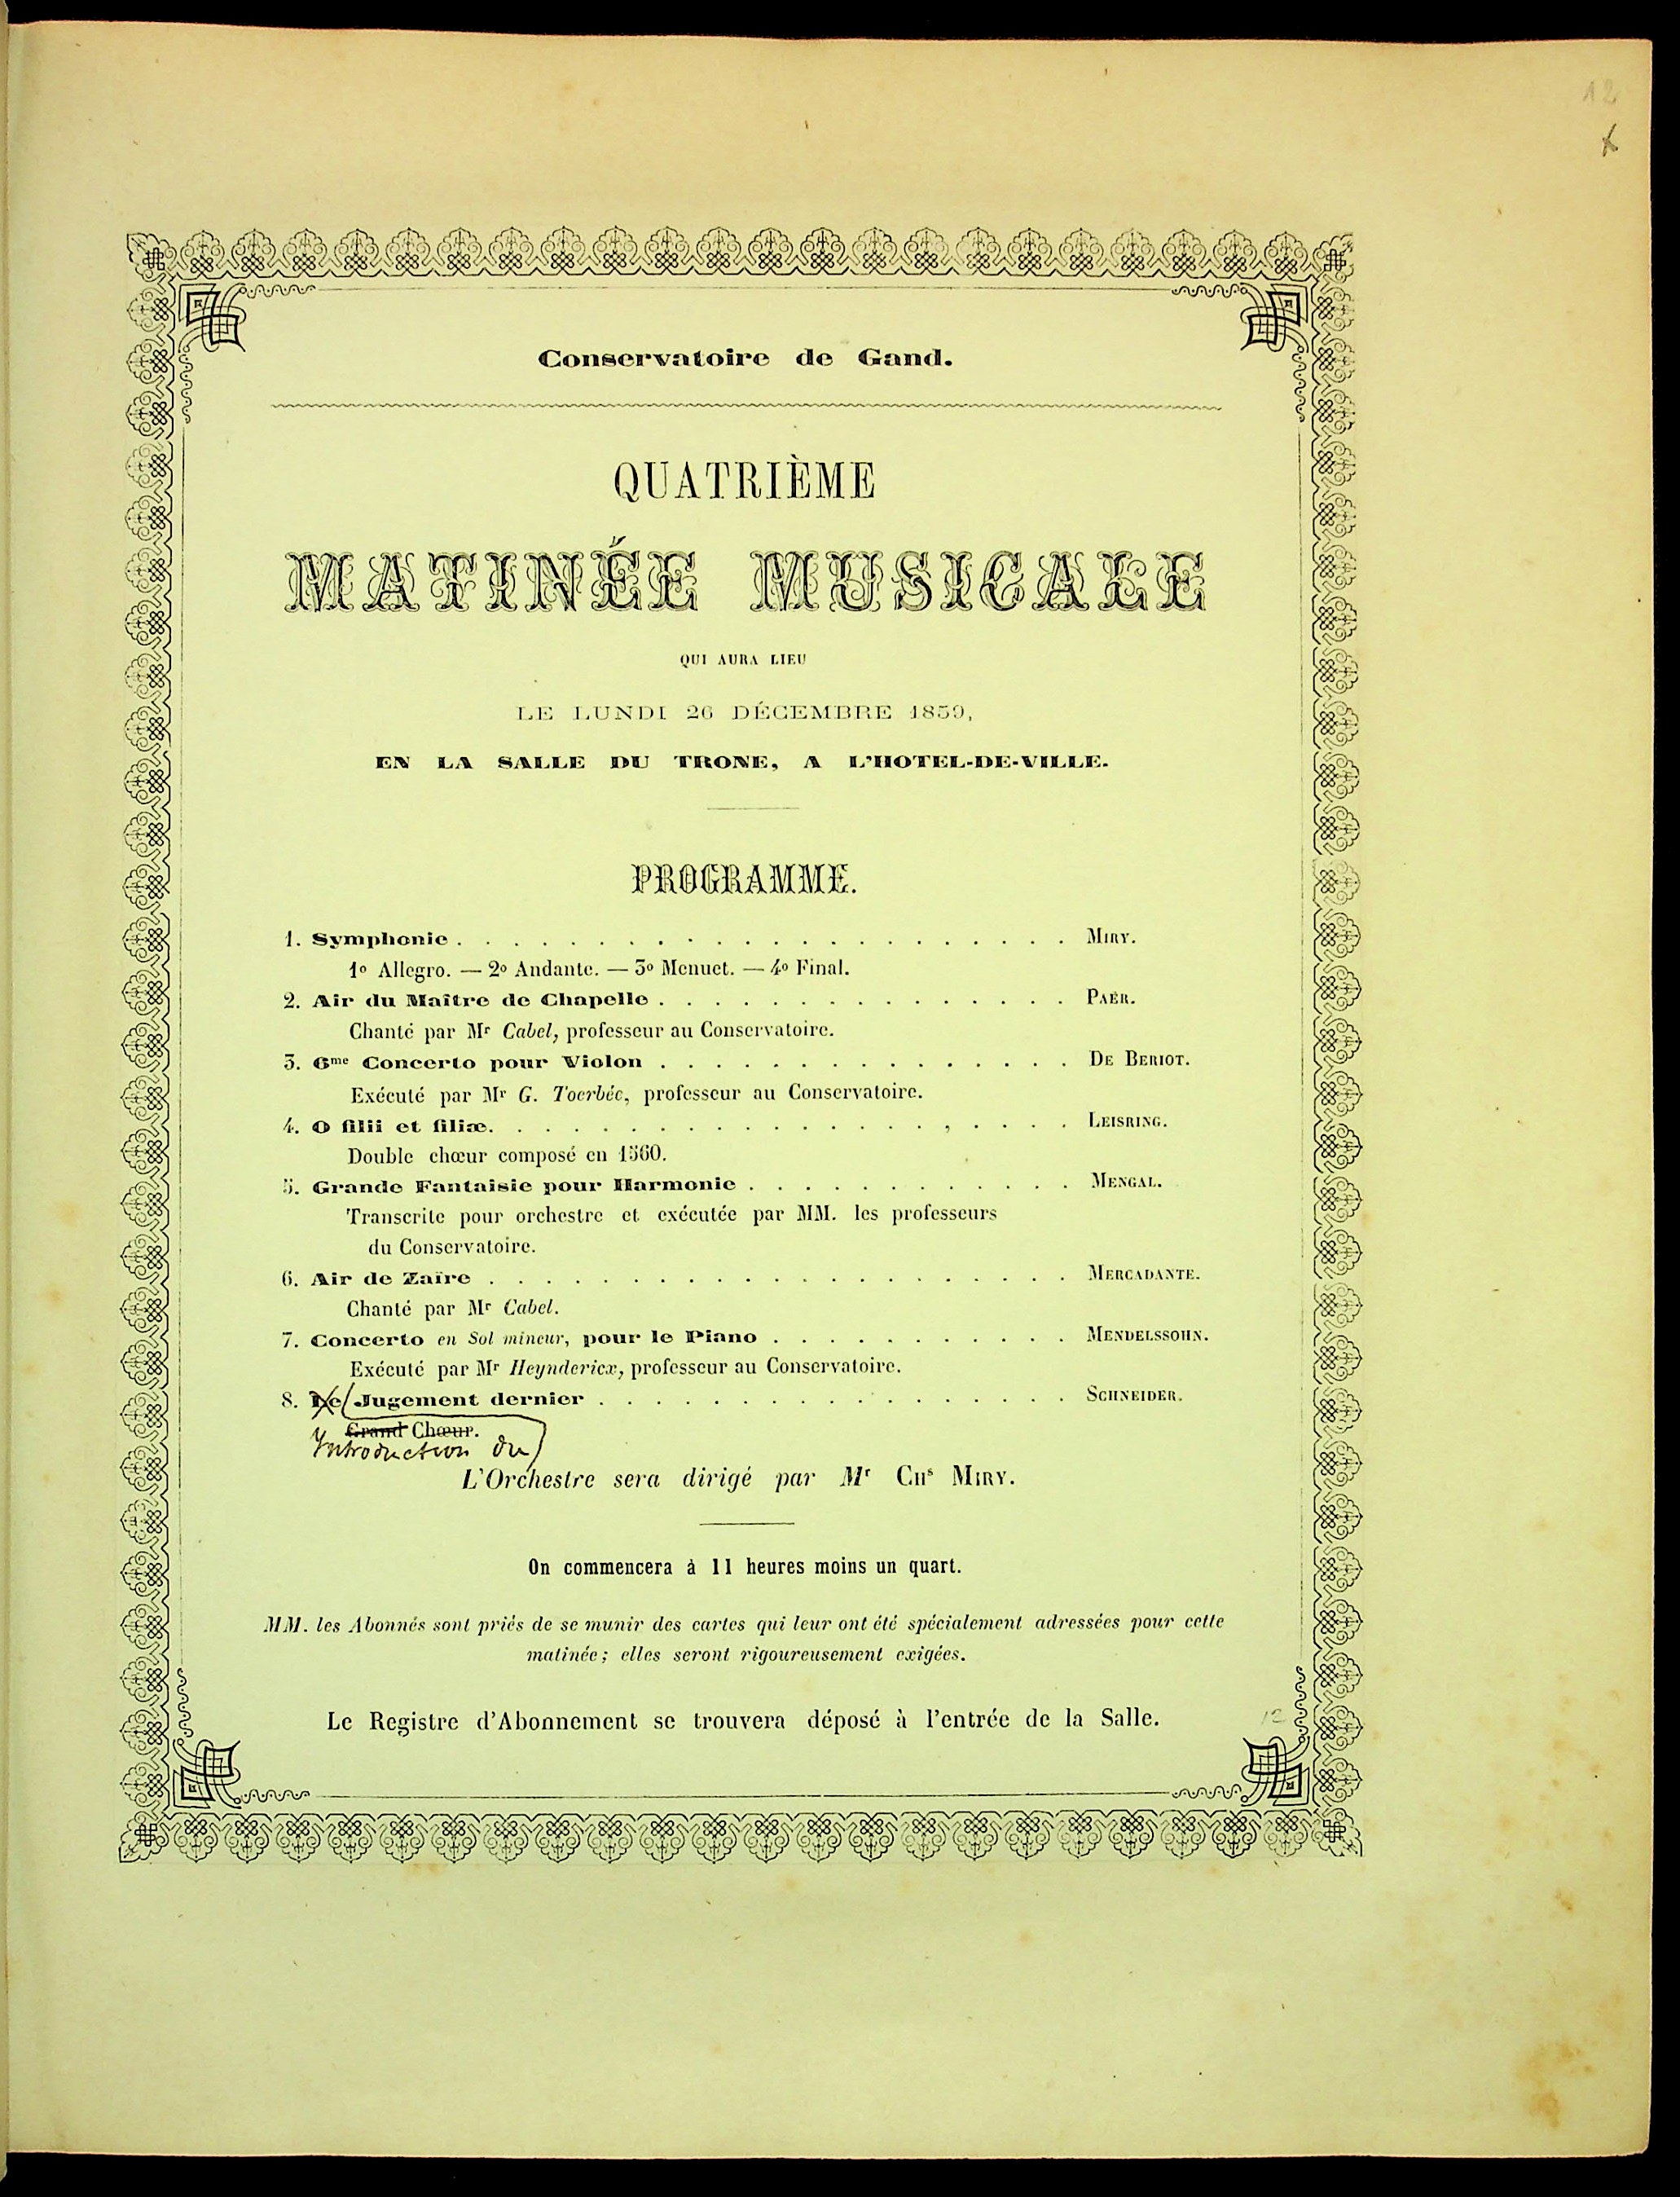 12
Conservatoire de Gand.
QUATRIÈME
MATINÉE MUSICALE
QUI AURA LIEU
LE LUNDI 26 DÉCEMBRE 1859,
EN LA SALLE DU TRONE, A L'HOTEL-DE-VILLE.
PROGRAMME.
1. Symphonie . . . . . . . . . . . . . . . . . . . . . . Miry.
1º Allegro. — 2º Andante. — 3º Menuet. — 4º Final.
2. Air du Maître de Chapelle . . . . . . . . . . . . . . . Paër.
Chanté par Mr Cabel, professeur au Conservatoire.
3. 6me Concerto pour Violon . . . . . . . . . . . . . . . De Beriot.
Exécuté par Mr G. Toerbéc, professeur au Conservatoire.
4. O filii et filiæ. . . . . . . . . . . . . . . . . , . . . . Leisring.
Double chœur composé en 1560.
5. Grande Fantaisie pour Harmonie . . . . . . . . . . . . Mengal.
Transcrite pour orchestre et exécutée par MM. les professeurs
du Conservatoire.
6. Air de Zaïre . . . . . . . . . . . . . . . . . . . . . Mercadante.
Chanté par Mr Cabel.
7. Concerto en Sol mineur, pour le Piano . . . . . . . . . . . Mendelssohn.
Exécuté par Mr Heyndericx, professeur au Conservatoire.
8. Le Jugement dernier . . . . . . . . . . . . . . . . . Schneider.
Grand Chœur.
Introduction du
L'Orchestre sera dirigé par Mr Chs Miry.
On commencera à 11 heures moins un quart.
MM. les Abonnés sont priés de se munir des cartes qui leur ont été spécialement adressées pour cette
matinée; elles seront rigoureusement exigées.
Le Registre d'Abonnement se trouvera déposé à l'entrée de la Salle.
12